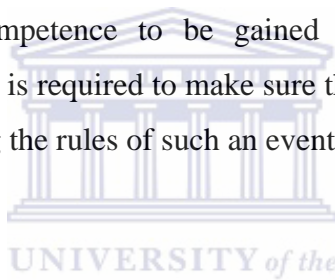 mpetence to be gained
is required to make sure th
the rules of such an event
UNIVERSITY of the